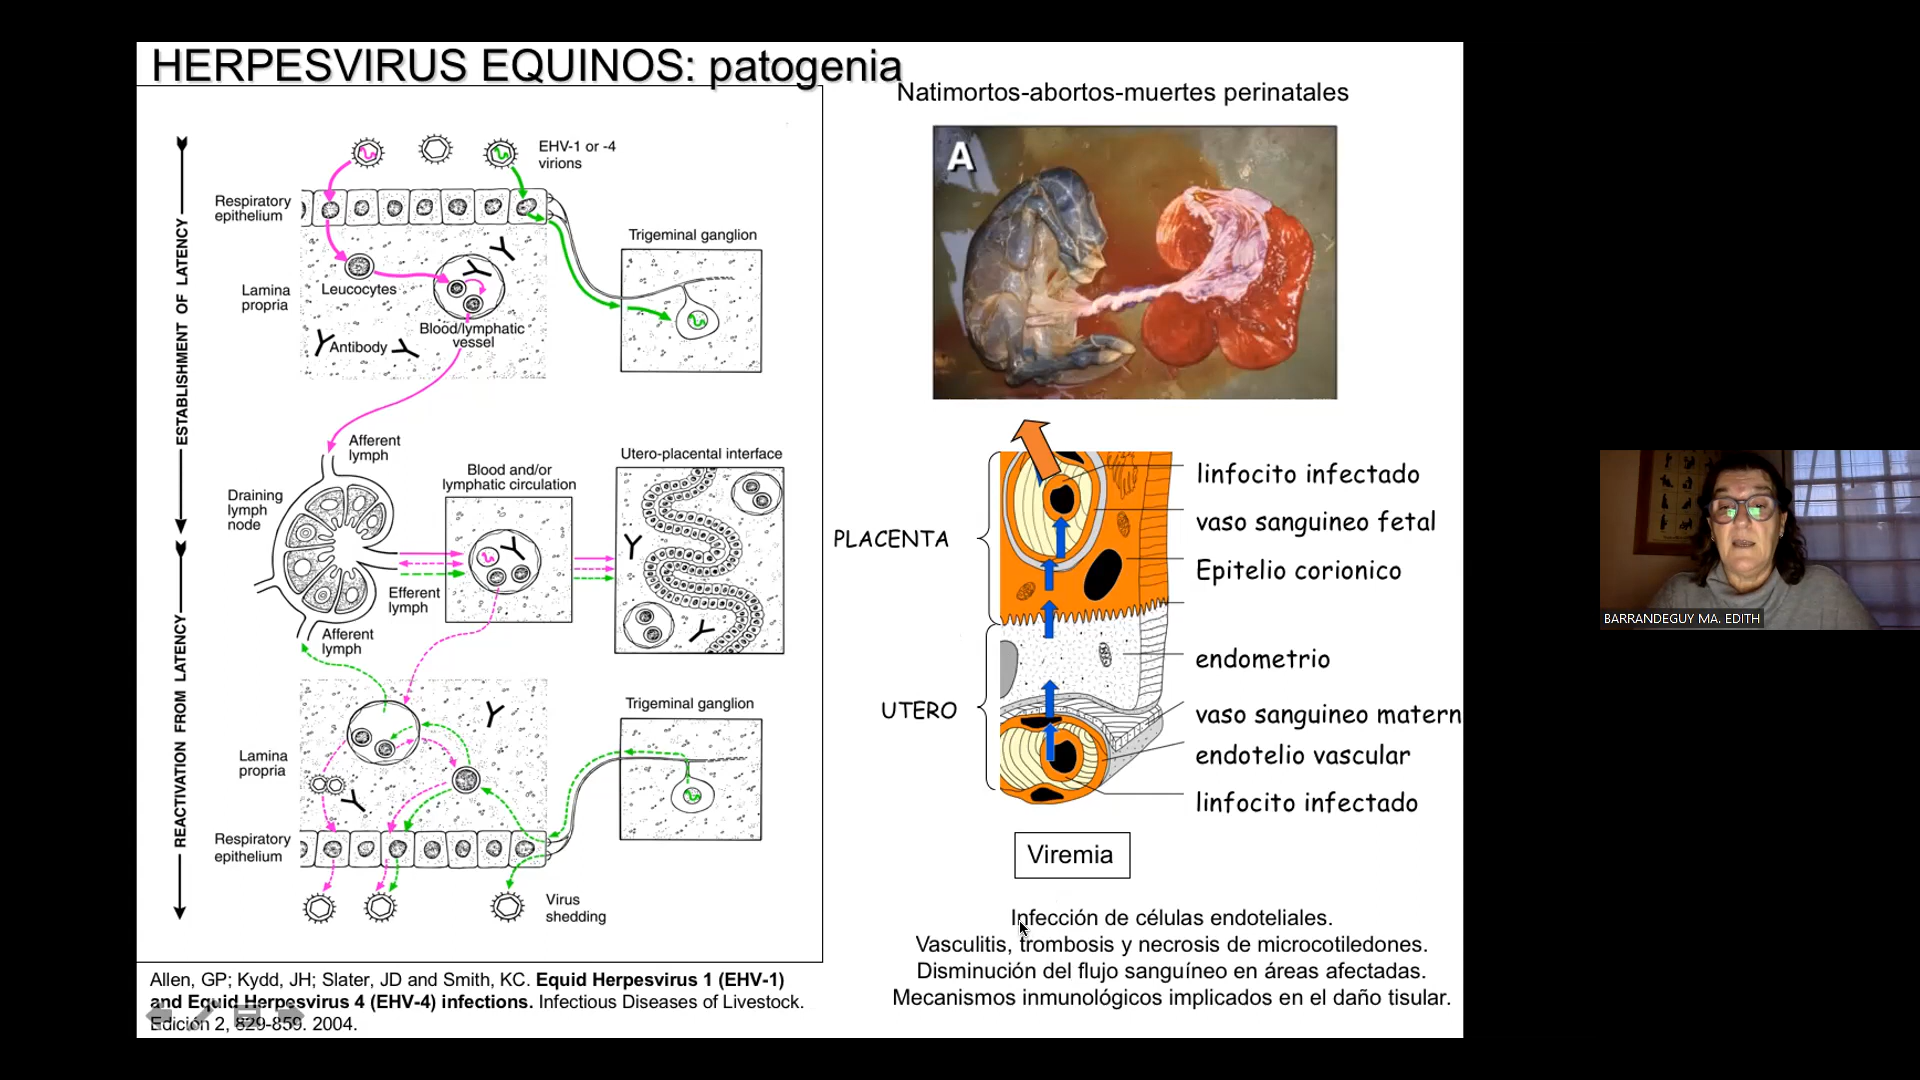 HERPESVIRUS EQUINOS: patogenia
Natimortos-abortos-muertes perinatales
A
EHV-1 or -4
virions
Respiratory
epithelium
Trigeminal ganglion
Lamina
propria
Leucocytes
Blood/lymphatic
vessel
Antibody
ESTABLISHMENT OF LATENCY
Afferent
lymph
Draining
lymph
node
Blood and/or
lymphatic circulation
Utero-placental interface
Efferent
lymph
Afferent
lymph
REACTIVATION FROM LATENCY
Trigeminal ganglion
Lamina
propria
Respiratory
epithelium
Virus
shedding
PLACENTA
linfocito infectado
vaso sanguineo fetal
Epitelio corionico
UTERO
endometrio
vaso sanguineo matern
endotelio vascular
linfocito infectado
Viremia
Infección de células endoteliales.
Vasculitis, trombosis y necrosis de microcotiledones.
Disminución del flujo sanguíneo en áreas afectadas.
Mecanismos inmunológicos implicados en el daño tisular.
Allen, GP; Kydd, JH; Slater, JD and Smith, KC. Equid Herpesvirus 1 (EHV-1)
and Equid Herpesvirus 4 (EHV-4) infections. Infectious Diseases of Livestock.
Edición 2, 829-859. 2004.
BARRANDEGUY MA. EDITH